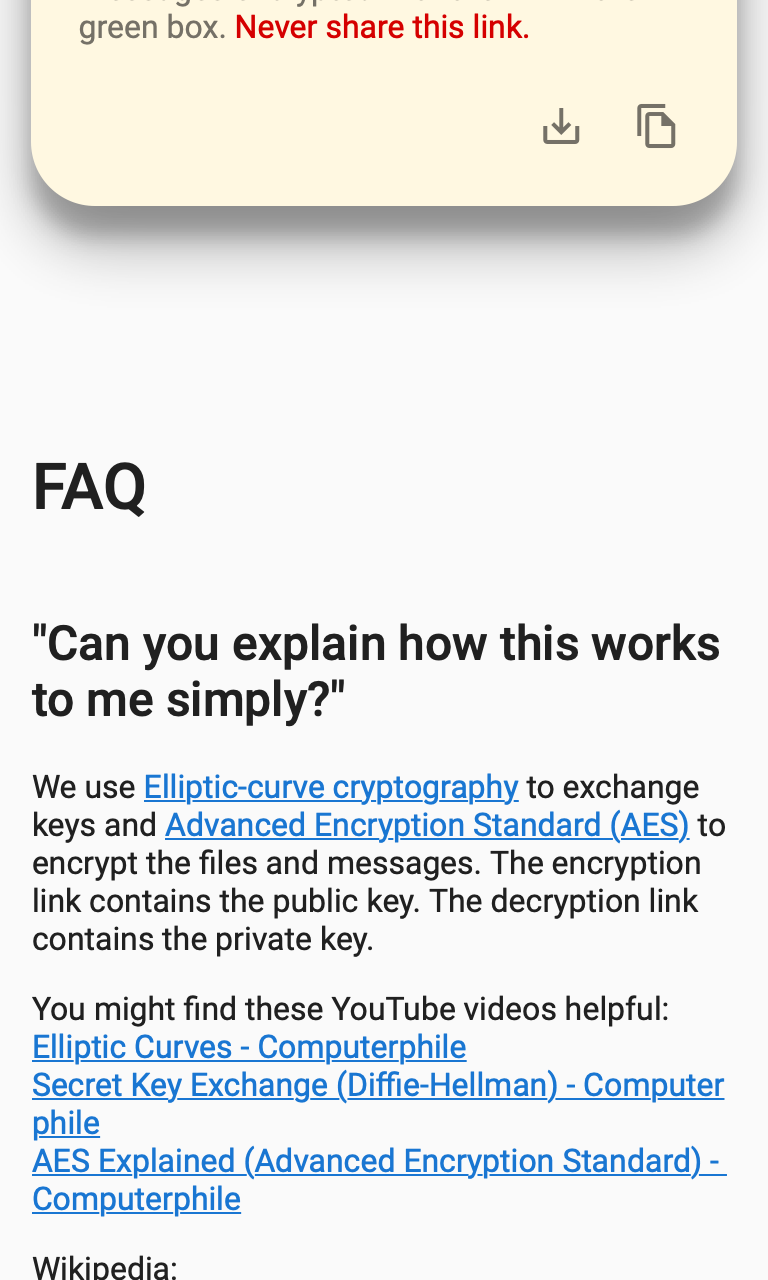 green box. Never share this link.
FAQ
"Can you explain how this works
to me simply?"
We use Elliptic-curve cryptography to exchange
keys and Advanced Encryption Standard (AES) to
encrypt the files and messages. The encryption
link contains the public key. The decryption link
contains the private key.
You might find these YouTube videos helpful:
Elliptic Curves - Computerphile
Secret Key Exchange (Diffie-Hellman) - Computer
phile
AES Explained (Advanced Encryption Standard) -
Computerphile
Wikipedia: